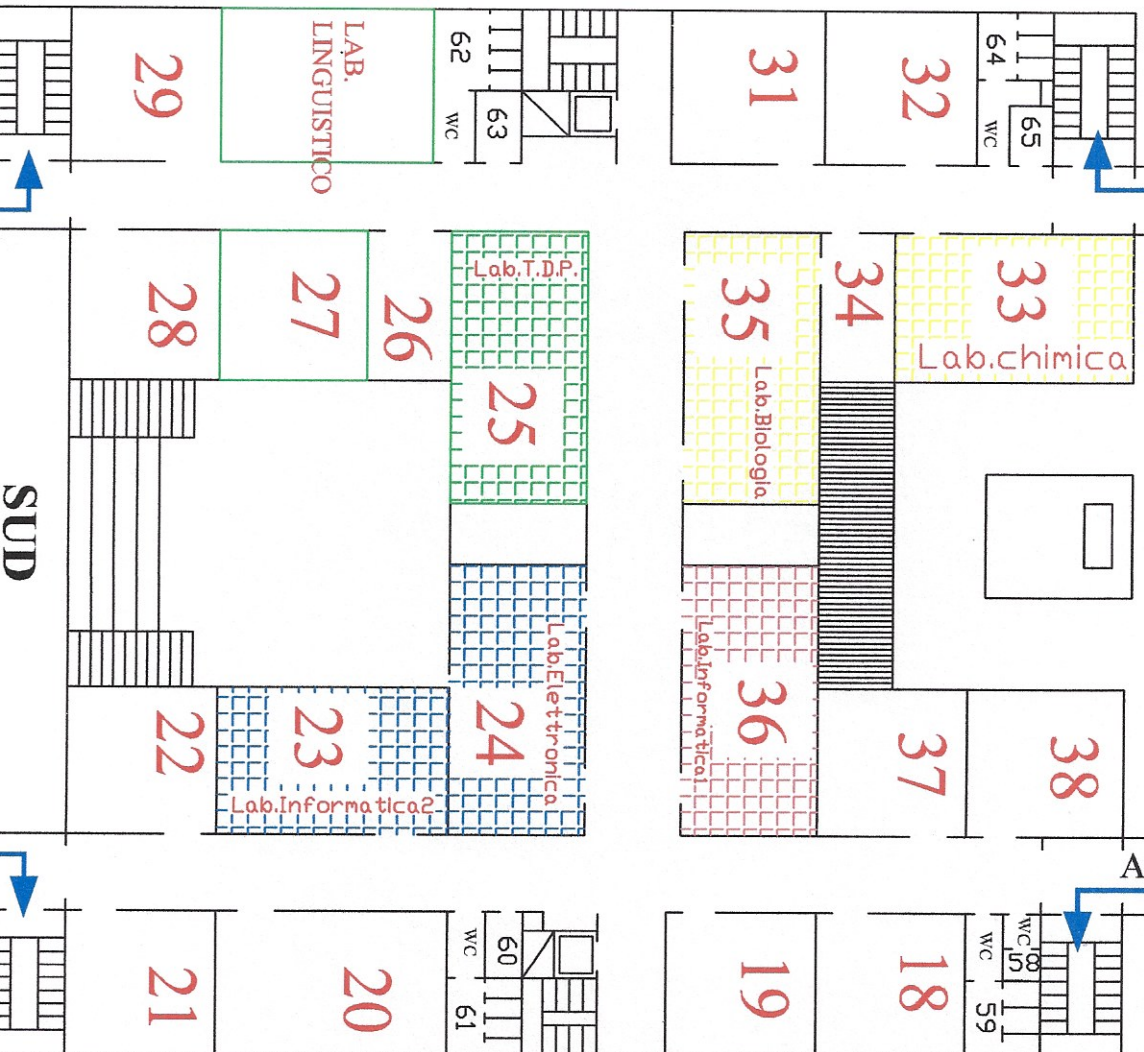 29
LAB.
LINGUISTICO
62
WC
63
31
32
64
WC
65
28
27
26
Lab.T.D.P.
25
35
Lab.Biologia
34
33
Lab.chimica
SUD
22
23
Lab.Informatica2
24
Lab.Elettronica
Lab.Informatica1
36
37
38
A
21
20
WC
60
61
19
18
WC
WC
58
59